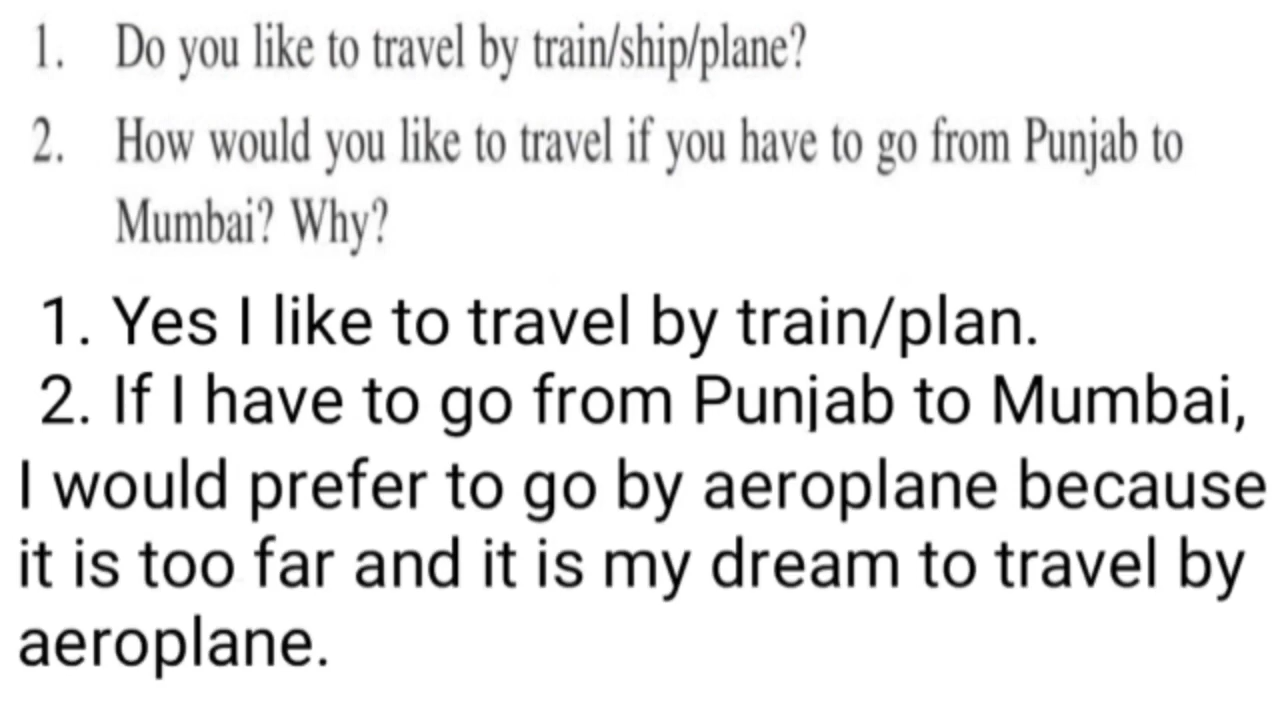 1. Do you like to travel by train/ship/plane?
2. How would you like to travel if you have to go from Punjab to
Mumbai? Why?
1. Yes I like to travel by train/plan.
2. If I have to go from Punjab to Mumbai,
I would prefer to go by aeroplane because
it is too far and it is my dream to travel by
aeroplane.